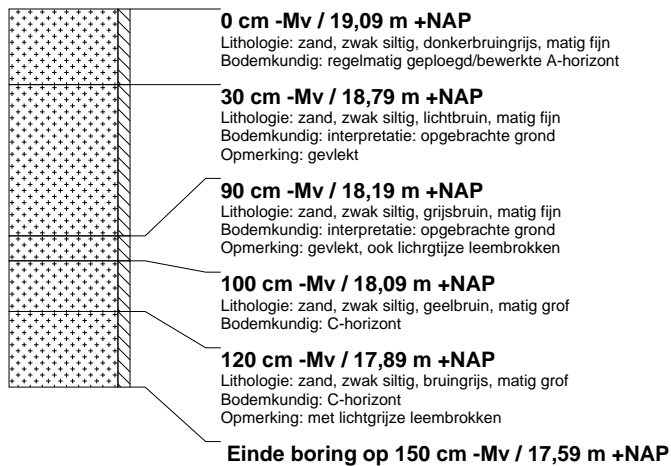 0 cm -Mv / 19,09 m +NAP
Lithologie: zand, zwak siltig, donkerbruingrijs, matig fijn
Bodemkundig: regelmatig geploegd/bewerkte A-horizont
30 cm -Mv / 18,79 m +NAP
Lithologie: zand, zwak siltig, lichtbruin, matig fijn
Bodemkundig: interpretatie: opgebrachte grond
Opmerking: gevlekt
90 cm -Mv / 18,19 m +NAP
Lithologie: zand, zwak siltig, grijsbruin, matig fijn
Bodemkundig: interpretatie: opgebrachte grond
Opmerking: gevlekt, ook lichrgtijze leembrokken
100 cm -Mv / 18,09 m +NAP
Lithologie: zand, zwak siltig, geelbruin, matig grof
Bodemkundig: C-horizont
120 cm -Mv / 17,89 m +NAP
Lithologie: zand, zwak siltig, bruingrijs, matig grof
Bodemkundig: C-horizont
Opmerking: met lichtgrijze leembrokken
Einde boring op 150 cm -Mv / 17,59 m +NAP